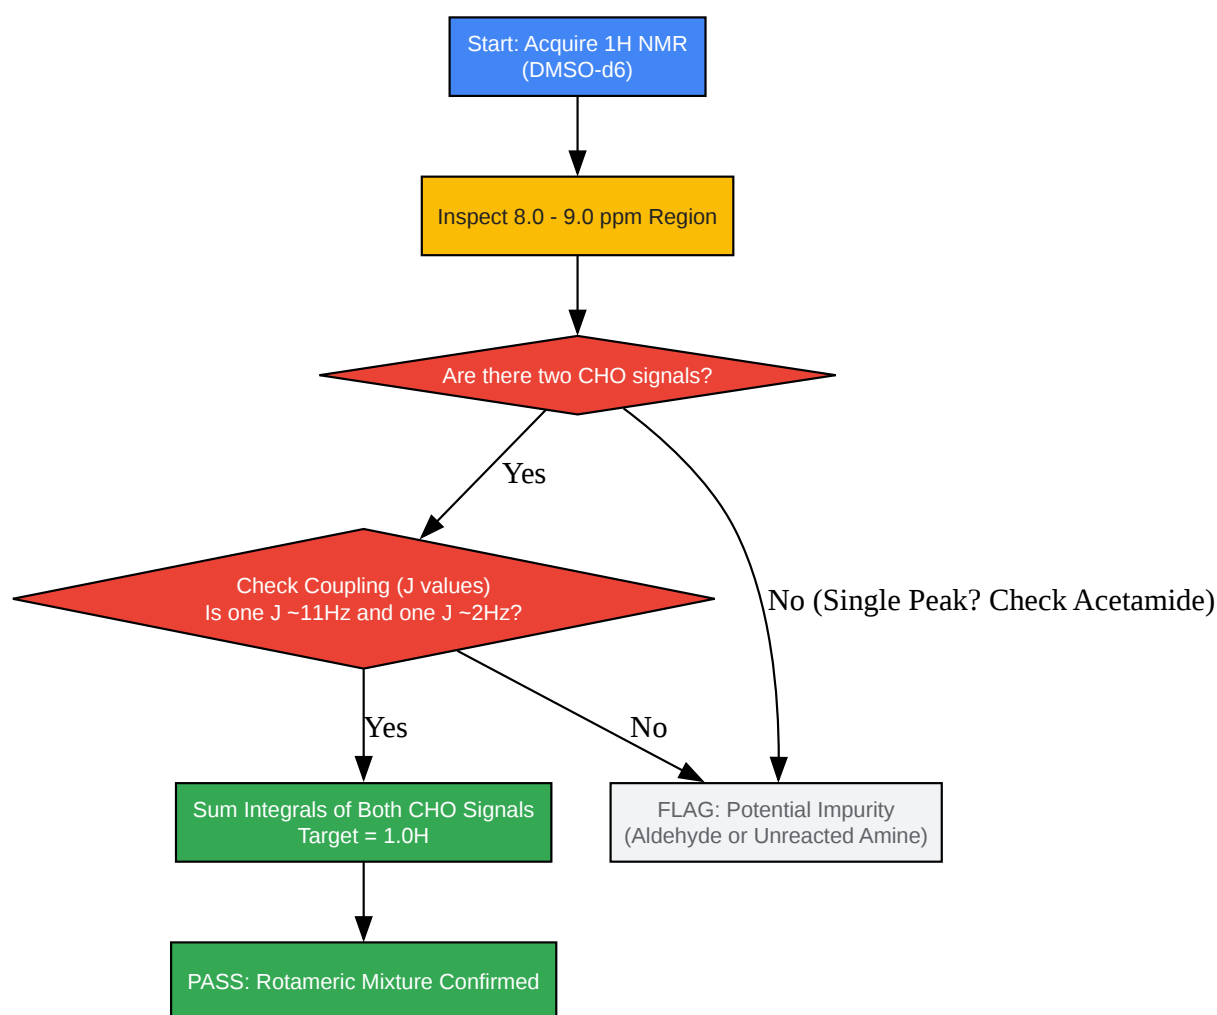 Start: Acquire 1H NMR
(DMSO-d6)
Inspect 8.0 - 9.0 ppm Region
Are there two CHO signals?
Yes
Check Coupling (J values)
Is one J ~11Hz and one J ~2Hz?
No (Single Peak? Check Acetamide)
Yes
No
Sum Integrals of Both CHO Signals
Target = 1.0H
FLAG: Potential Impurity
(Aldehyde or Unreacted Amine)
PASS: Rotameric Mixture Confirmed